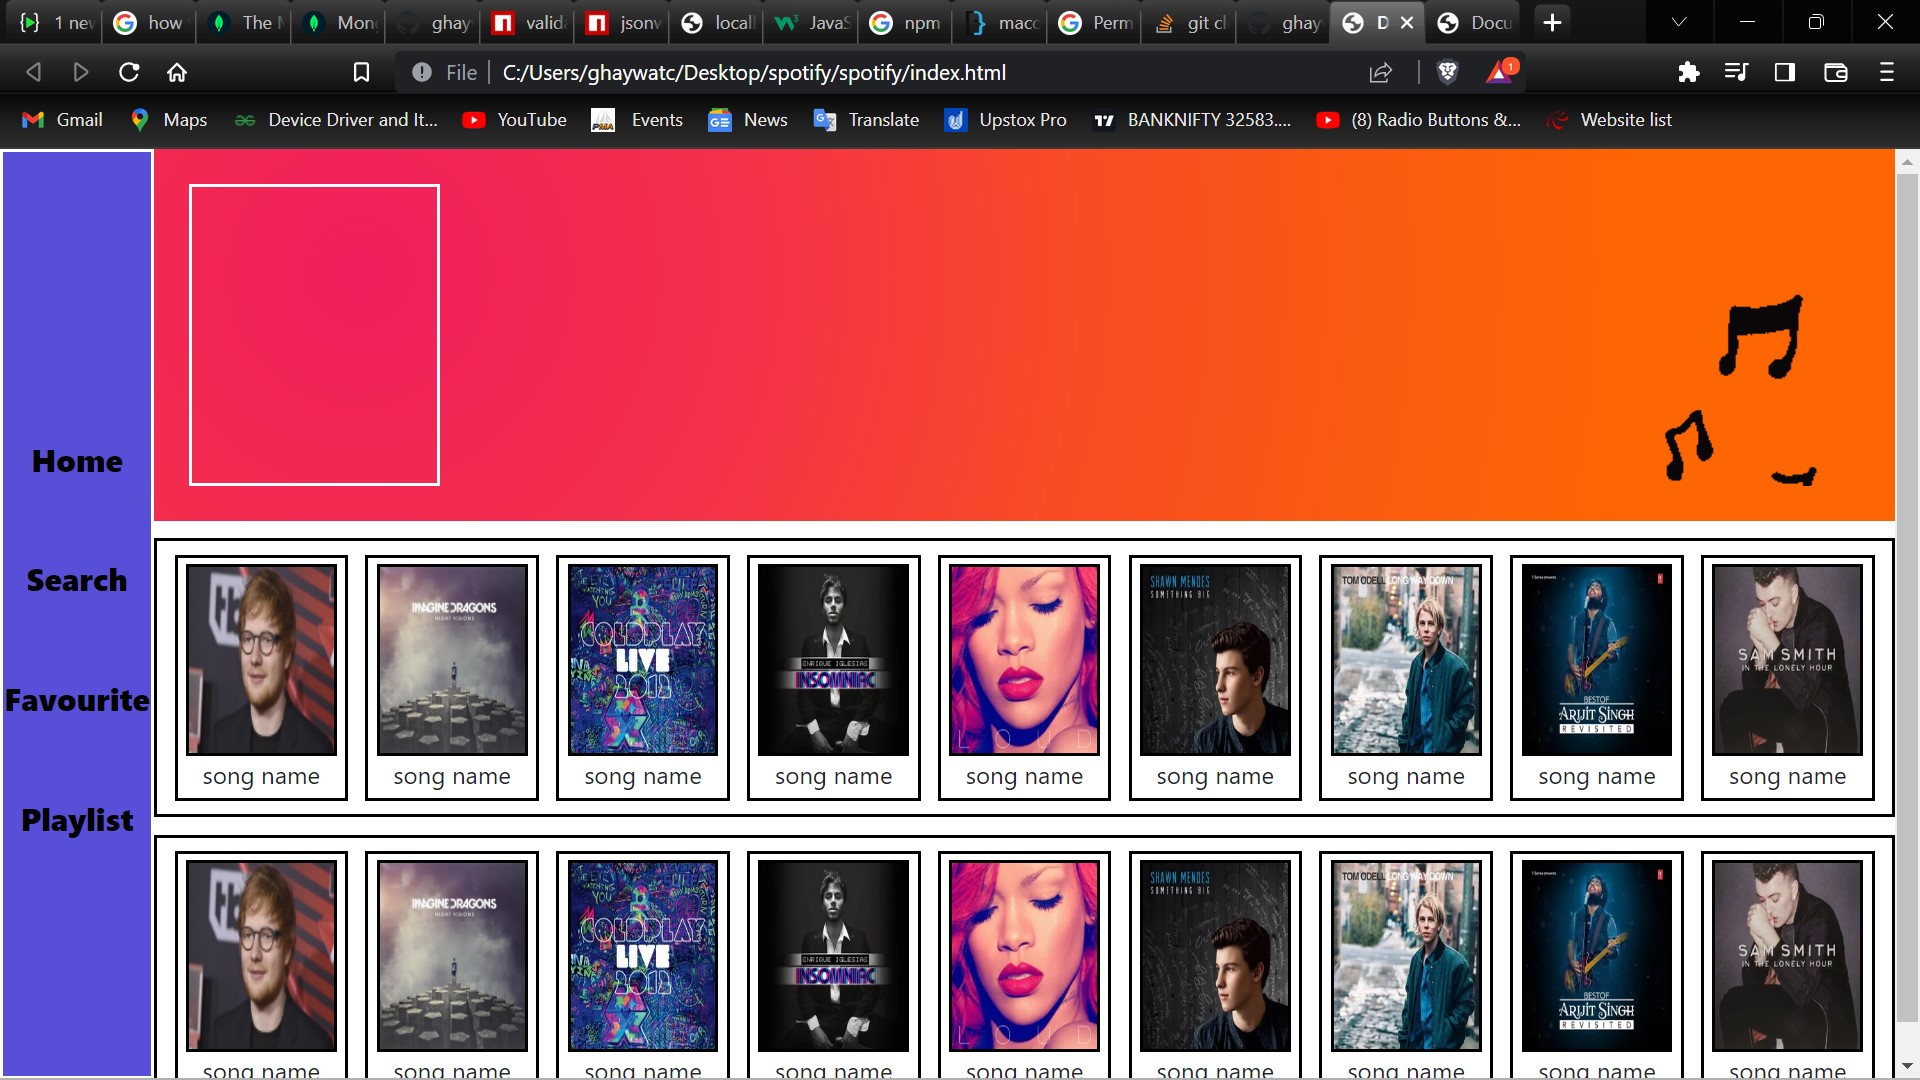 1 nev
how
The M
Mong
ghay
valid
jsonw
locall
JavaS
npm
macc
Perm
git cl
ghay
D
Docu
File
C:/Users/ghaywatc/Desktop/spotify/spotify/index.html
1
Gmail
Maps
Device Driver and It...
YouTube
Events
News
Translate
Upstox Pro
BANKNIFTY 32583....
(8) Radio Buttons &...
Website list
Home
Search
Favourite
Playlist
IMAGINE DRAGONS
NIGHT VISIONS
COLDPLAY
LIVE
2012
ENRIQUE IGLESIAS
INSOMNIAC
LOUD
SHAWN MENDES
SOMETHING BIG
TOM ODELL LONG WAY DOWN
BEST OF
ARIJIT SINGH
REVISITED
SAM SMITH
IN THE LONELY HOUR
song name
song name
song name
song name
song name
song name
song name
song name
song name
IMAGINE DRAGONS
NIGHT VISIONS
COLDPLAY
LIVE
2012
ENRIQUE IGLESIAS
INSOMNIAC
LOUD
SHAWN MENDES
SOMETHING BIG
TOM ODELL LONG WAY DOWN
BEST OF
ARIJIT SINGH
REVISITED
SAM SMITH
IN THE LONELY HOUR
song name
song name
song name
song name
song name
song name
song name
song name
song name